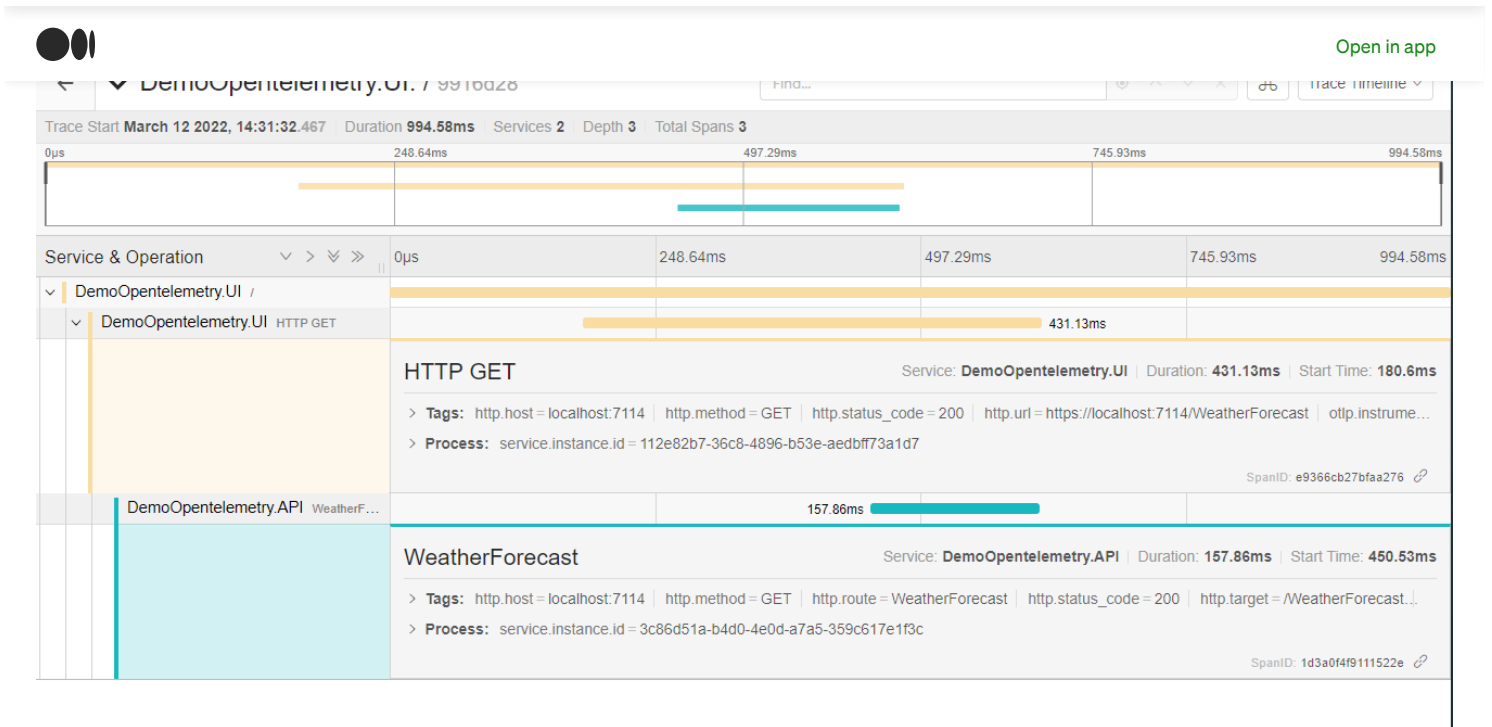 Open in app
DemoOpentelemetry.UI: / 9916d28
Find...
Trace Timeline
Trace Start March 12 2022, 14:31:32.467 Duration 994.58ms Services 2 Depth 3 Total Spans 3
0μs 248.64ms 497.29ms 745.93ms 994.58ms
Service & Operation 0μs 248.64ms 497.29ms 745.93ms 994.58ms
DemoOpentelemetry.UI /
DemoOpentelemetry.UI HTTP GET 431.13ms
HTTP GET Service: DemoOpentelemetry.UI Duration: 431.13ms Start Time: 180.6ms
Tags: http.host = localhost:7114 http.method = GET http.status_code = 200 http.url = https://localhost:7114/WeatherForecast otlp.instrume...
Process: service.instance.id = 112e82b7-36c8-4896-b53e-aedbff73a1d7
SpanID: e9366cb27bfaa276
DemoOpentelemetry.API WeatherF... 157.86ms
WeatherForecast Service: DemoOpentelemetry.API Duration: 157.86ms Start Time: 450.53ms
Tags: http.host = localhost:7114 http.method = GET http.route = WeatherForecast http.status_code = 200 http.target = /WeatherForecast...
Process: service.instance.id = 3c86d51a-b4d0-4e0d-a7a5-359c617e1f3c
SpanID: 1d3a0f4f9111522e